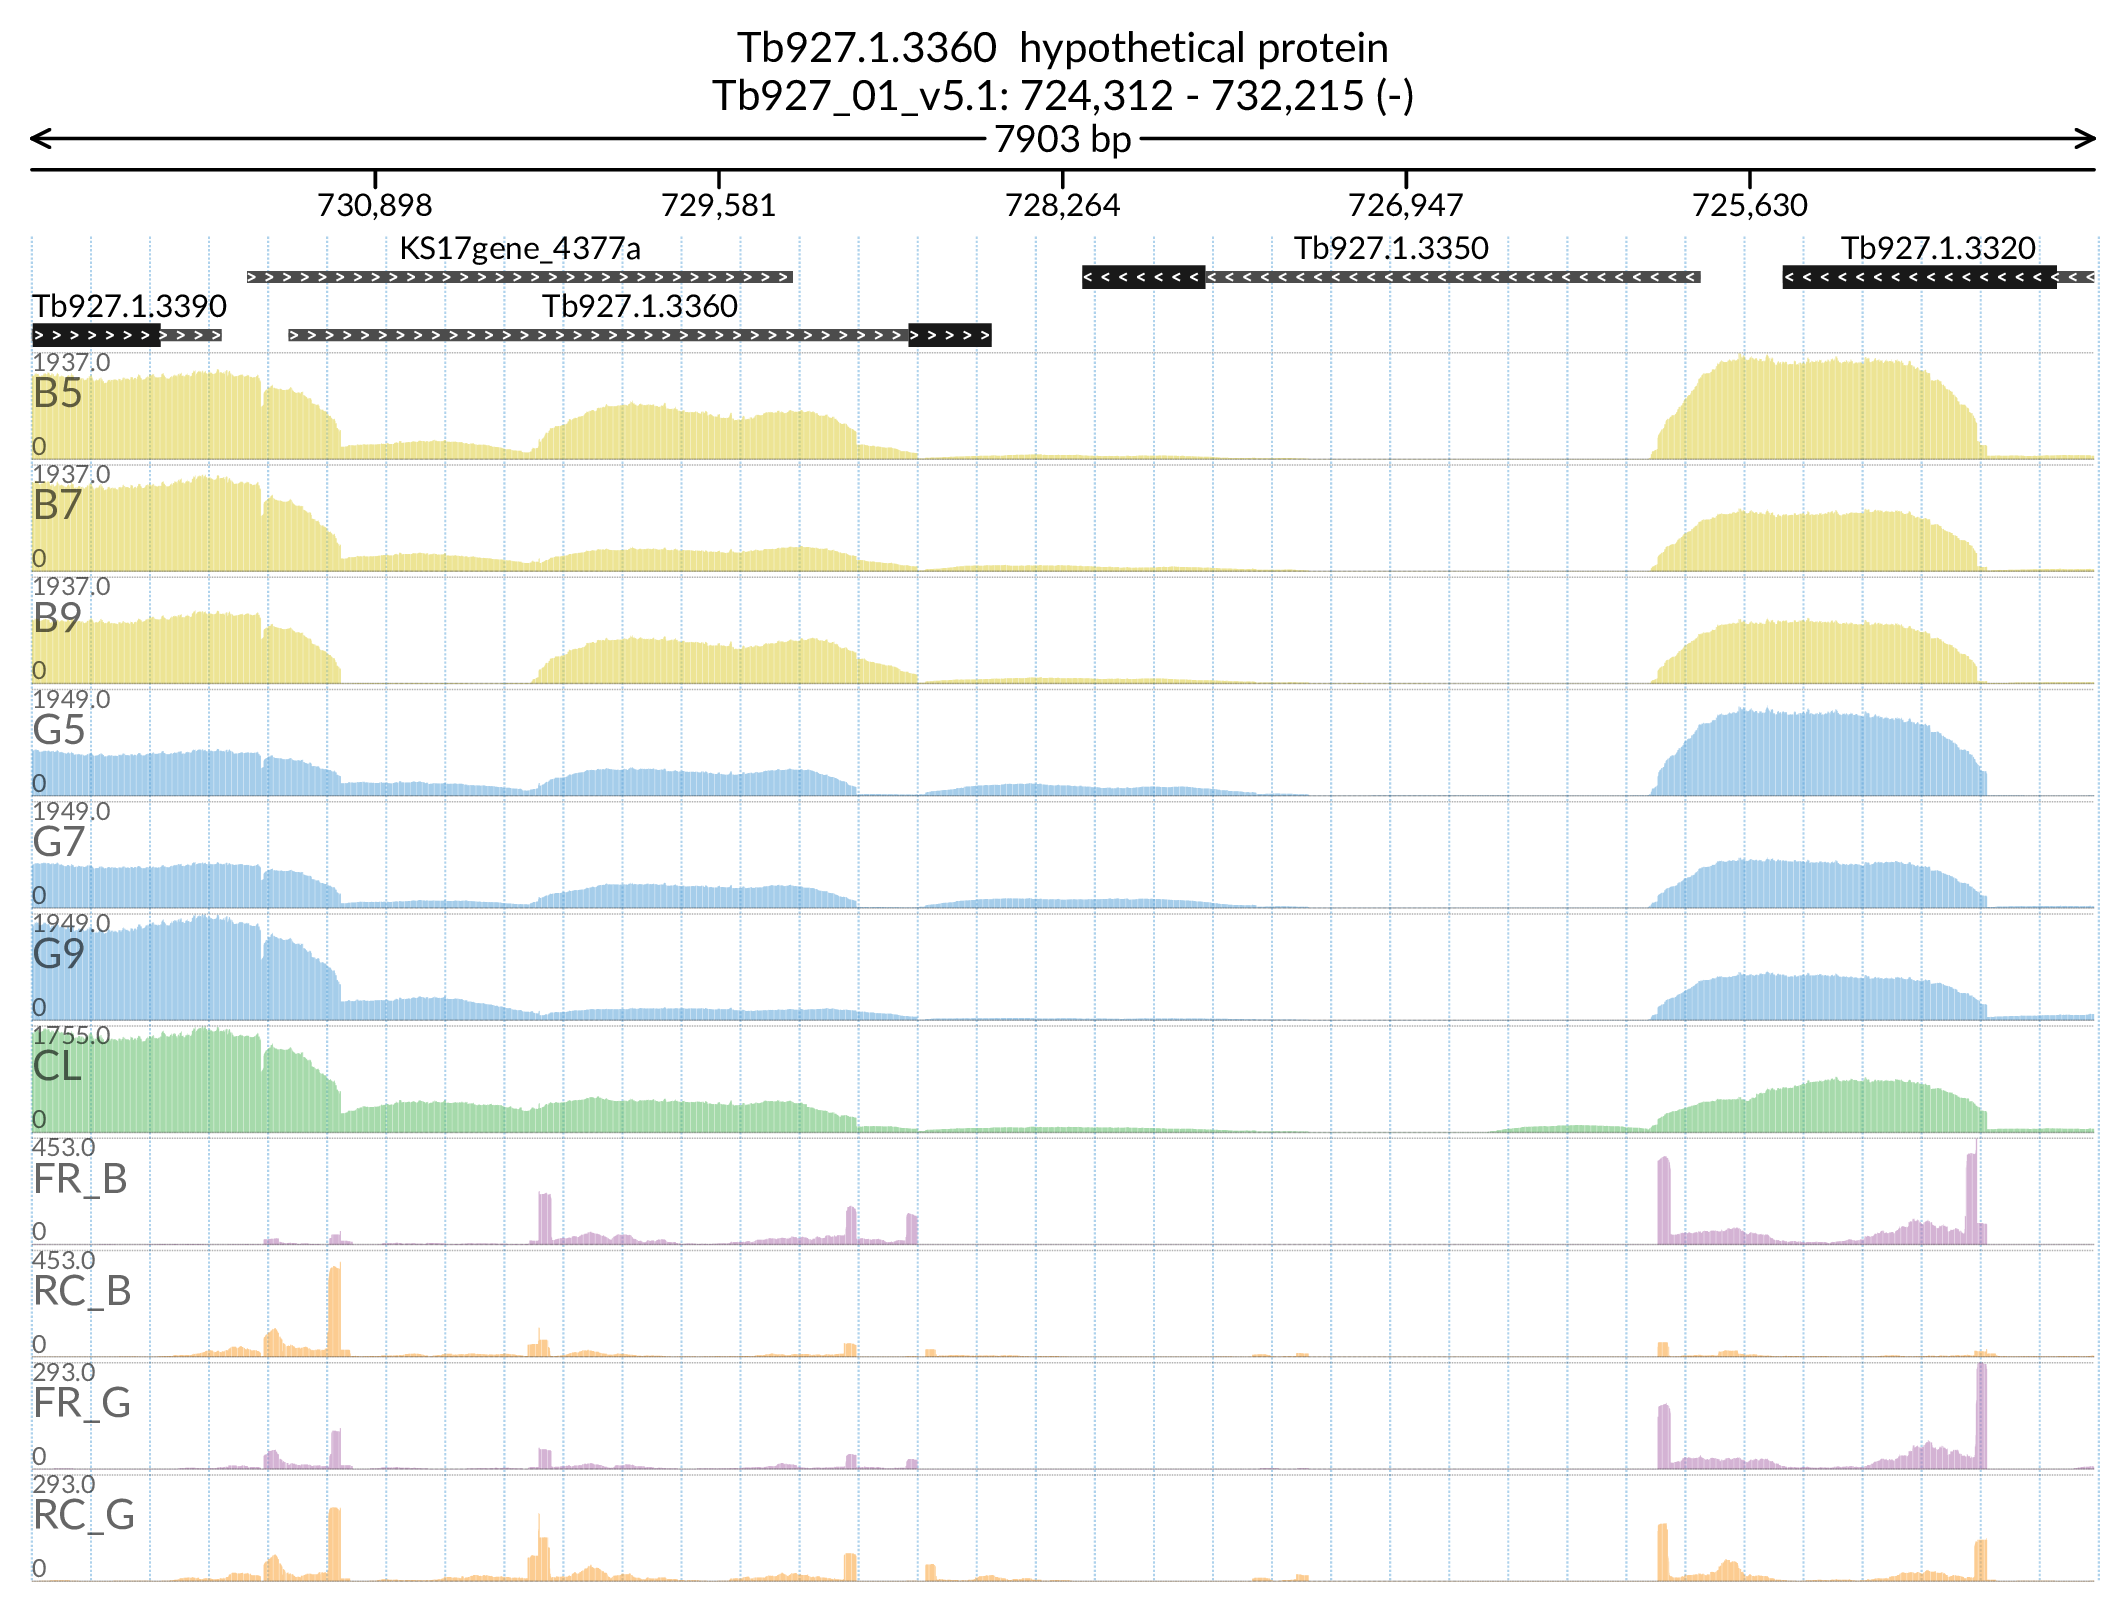 Tb927.1.3360 hypothetical protein
Tb927_01_v5.1: 724,312 - 732,215 (-)
7903 bp
730,898 729,581 728,264 726,947 725,630
KS17gene_4377a Tb927.1.3350 Tb927.1.3320
Tb927.1.3390 Tb927.1.3360
1937.0
B5
0
1937.0
B7
0
1937.0
B9
0
1949.0
G5
0
1949.0
G7
0
1949.0
G9
0
1755.0
CL
0
453.0
FR_B
0
453.0
RC_B
0
293.0
FR_G
0
293.0
RC_G
0